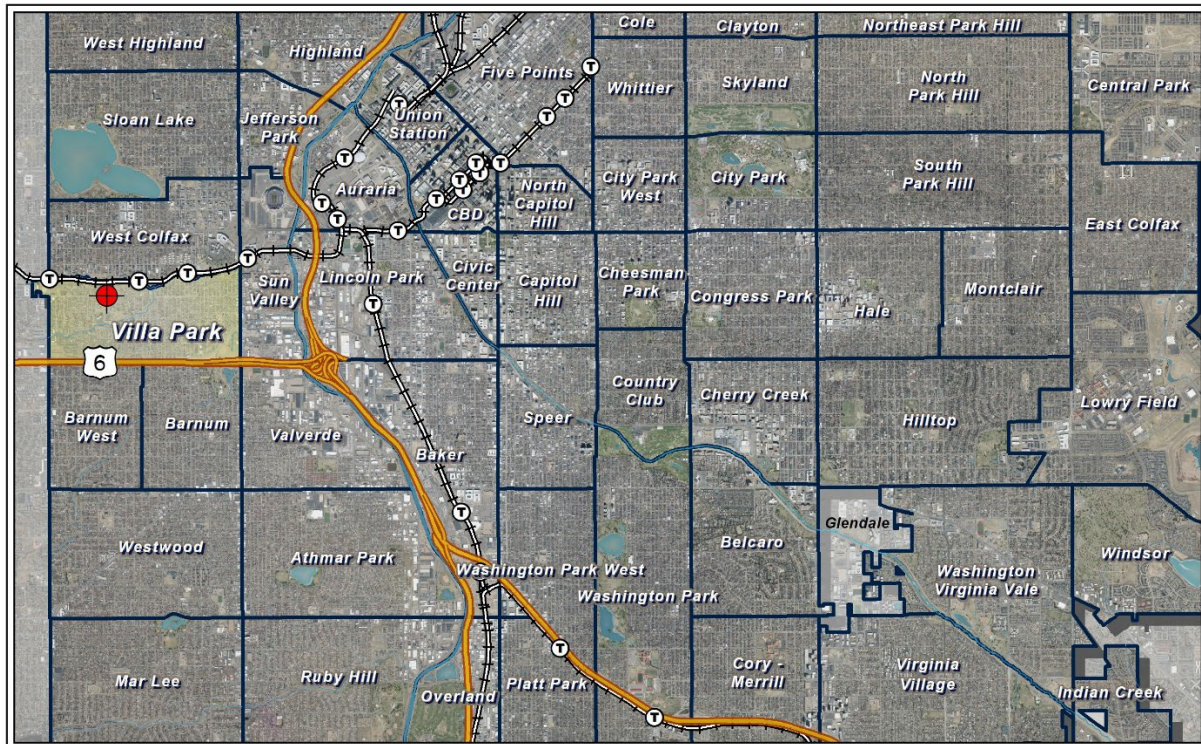 Cole
Clayton
Northeast Park Hill
West Highland
Highland
Five Points
Skyland
North
Park Hill
Central Park
Whittier
Sloan Lake
Jefferson
Park
Union
Station
T
T
T
T
T
T
T
T
T
T
Auraria
City Park
West
City Park
South
Park Hill
North
Capitol
Hill
CBD
West Colfax
East Colfax
T
T
T
T
T
T
T
T
Sun
Valley
Lincoln Park
Civic
Center
Capitol
Hill
Cheesman
Park
Congress Park
Hale
Montclair
Villa Park
6
Barnum
West
Barnum
Valverde
Baker
Speer
Country
Club
Cherry Creek
Hilltop
Lowry Field
T
Glendale
Westwood
Athmar Park
Washington Park West
Washington Park
Belcaro
Washington
Virginia Vale
Windsor
T
Mar Lee
Ruby Hill
Overland
Platt Park
Cory -
Merrill
Virginia
Village
Indian Creek
T